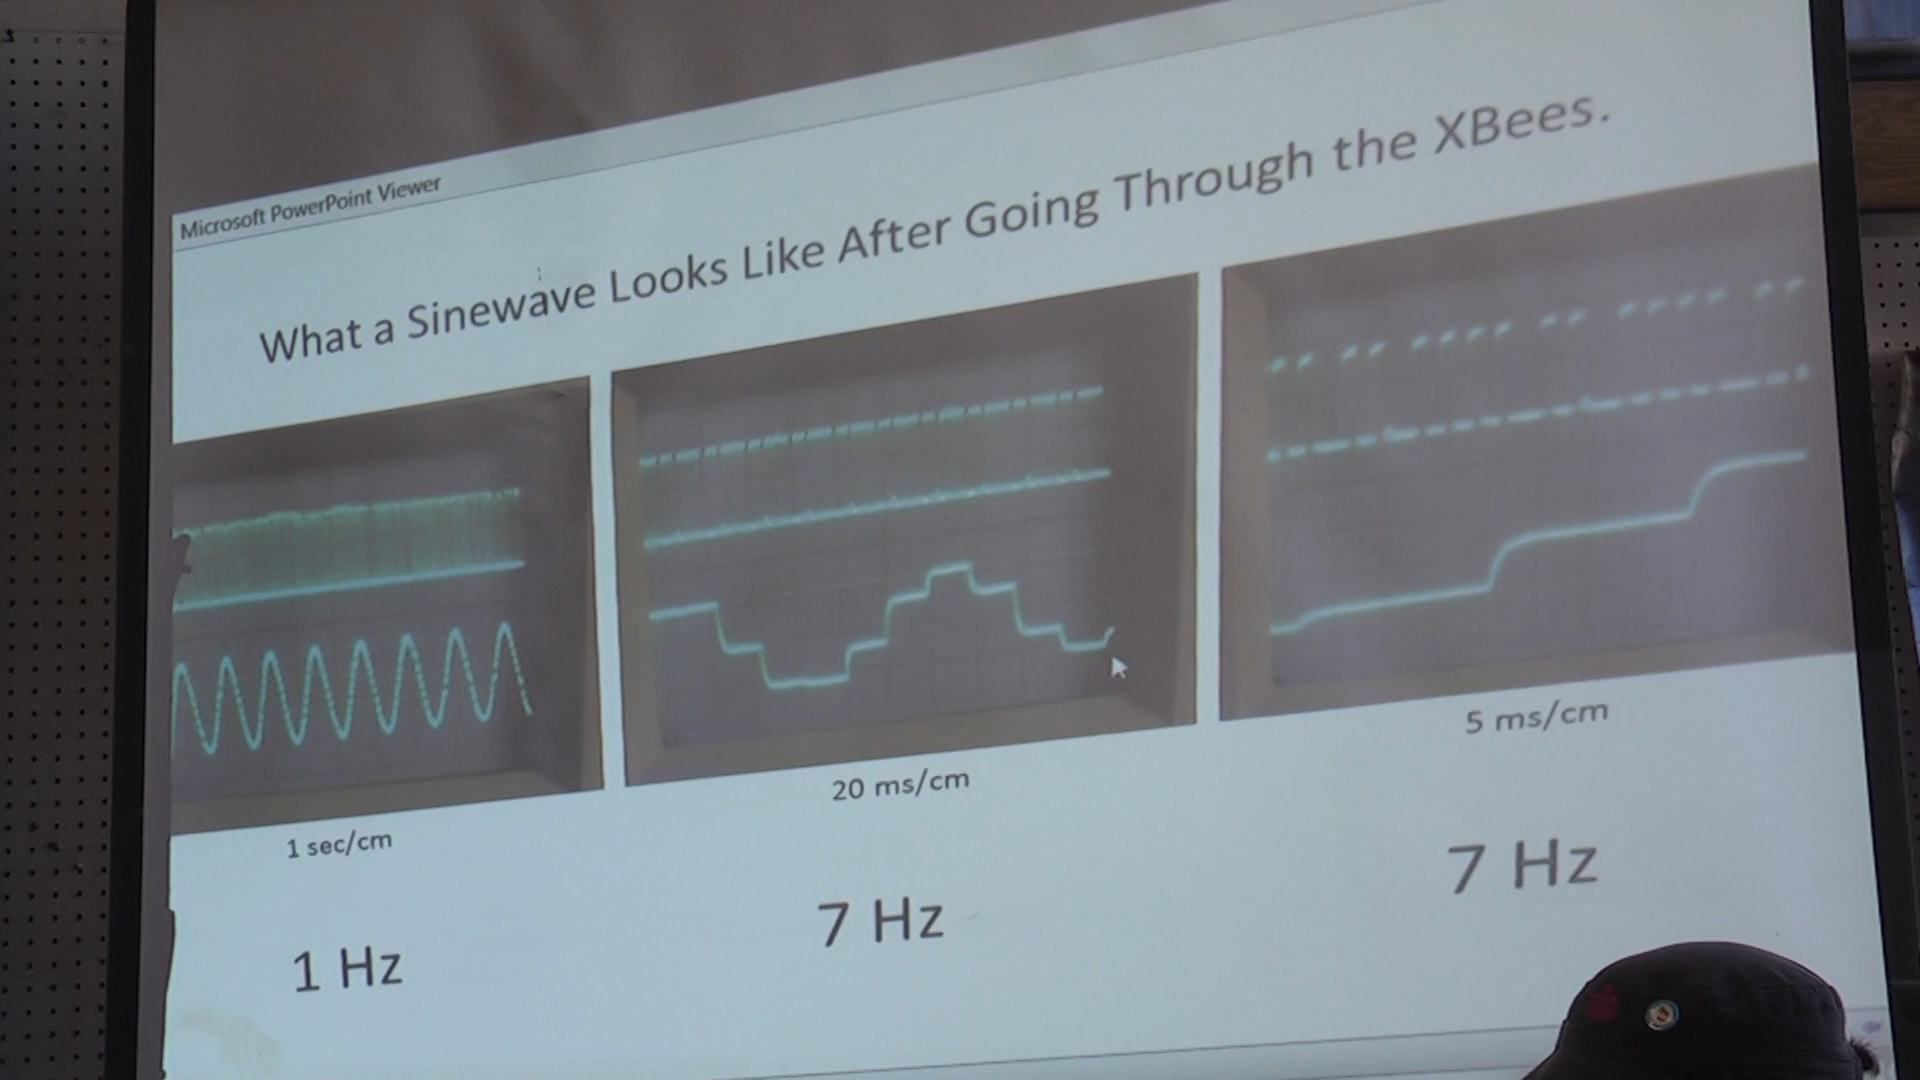 Microsoft PowerPoint Viewer
What a Sinewave Looks Like After Going Through the XBees.
1 sec/cm
20 ms/cm
5 ms/cm
1 Hz
7 Hz
7 Hz